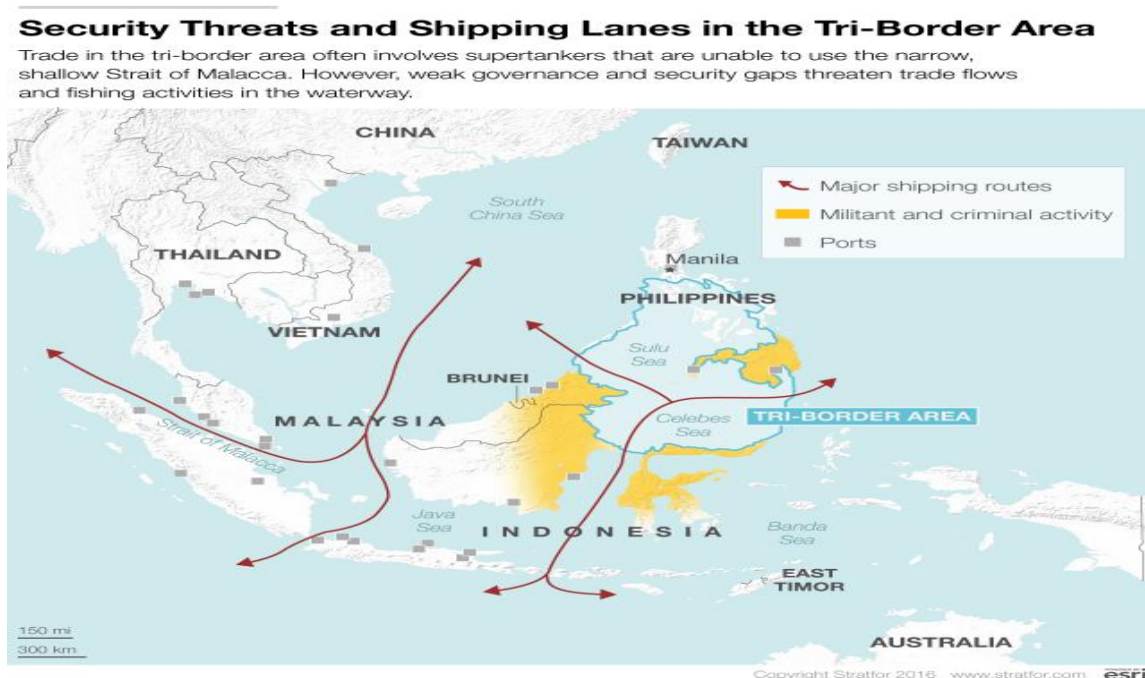 Security Threats and Shipping Lanes in the Tri-Border Area
Trade in the tri-border area often involves supertankers that are unable to use the narrow,
shallow Strait of Malacca. However, weak governance and security gaps threaten trade flows
and fishing activities in the waterway.
CHINA
TAIWAN
Major shipping routes
Militant and criminal activity
Ports
South
China Sea
THAILAND
Manila
PHILIPPINES
VIETNAM
Sulu
Sea
BRUNEI
MALAYSIA
Celebes
Sea
TRI-BORDER AREA
Strait of Malacca
Java
Sea
INDONESIA
Banda
Sea
EAST
TIMOR
150 mi
300 km
AUSTRALIA
Copyright Stratfor 2016 www.stratfor.com
esri